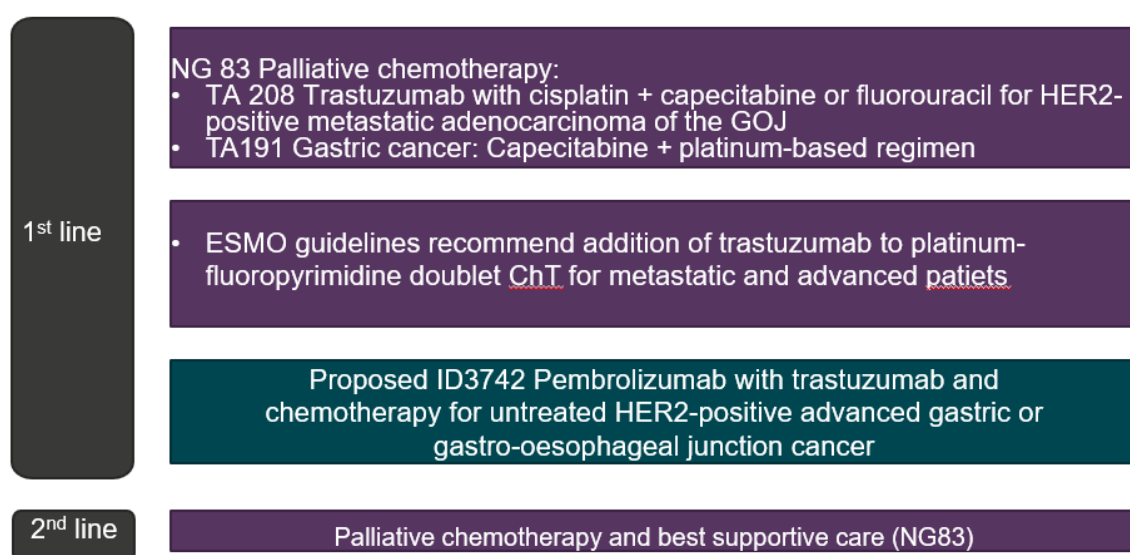 1st line
NG 83 Palliative chemotherapy:
• TA 208 Trastuzumab with cisplatin + capecitabine or fluorouracil for HER2-
positive metastatic adenocarcinoma of the GOJ
• TA191 Gastric cancer: Capecitabine + platinum-based regimen
• ESMO guidelines recommend addition of trastuzumab to platinum-
fluoropyrimidine doublet ChT for metastatic and advanced patiets
Proposed ID3742 Pembrolizumab with trastuzumab and
chemotherapy for untreated HER2-positive advanced gastric or
gastro-oesophageal junction cancer
2nd line
Palliative chemotherapy and best supportive care (NG83)